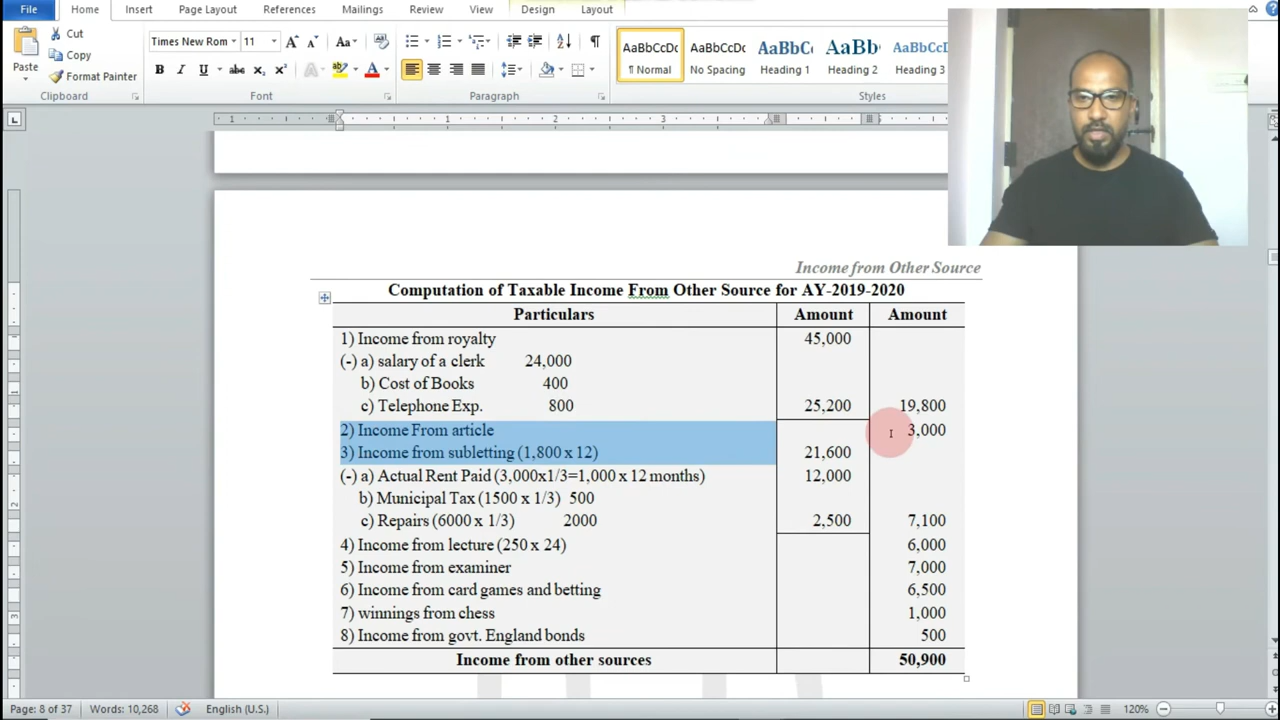 File Home Insert Page Layout References Mailings Review View Design Layout
Cut
Copy
Format Painter
Paste
Clipboard
Times New Rom 11
Font
Paragraph
AaBbCcDc AaBbCcDc AaBbC AaBb AaBbCcD
¶ Normal No Spacing Heading 1 Heading 2 Heading 3
Styles
1 1 2 3
Income from Other Source
Computation of Taxable Income From Other Source for AY-2019-2020
Particulars Amount Amount
1) Income from royalty 45,000
(-) a) salary of a clerk 24,000
b) Cost of Books 400
c) Telephone Exp. 800 25,200 19,800
2) Income From article 3,000
3) Income from subletting (1,800 x 12) 21,600
(-) a) Actual Rent Paid (3,000x1/3=1,000 x 12 months) 12,000
b) Municipal Tax (1500 x 1/3) 500
c) Repairs (6000 x 1/3) 2000 2,500 7,100
4) Income from lecture (250 x 24) 6,000
5) Income from examiner 7,000
6) Income from card games and betting 6,500
7) winnings from chess 1,000
8) Income from govt. England bonds 500
Income from other sources 50,900
Page: 8 of 37 Words: 10,268 English (U.S.) 120%